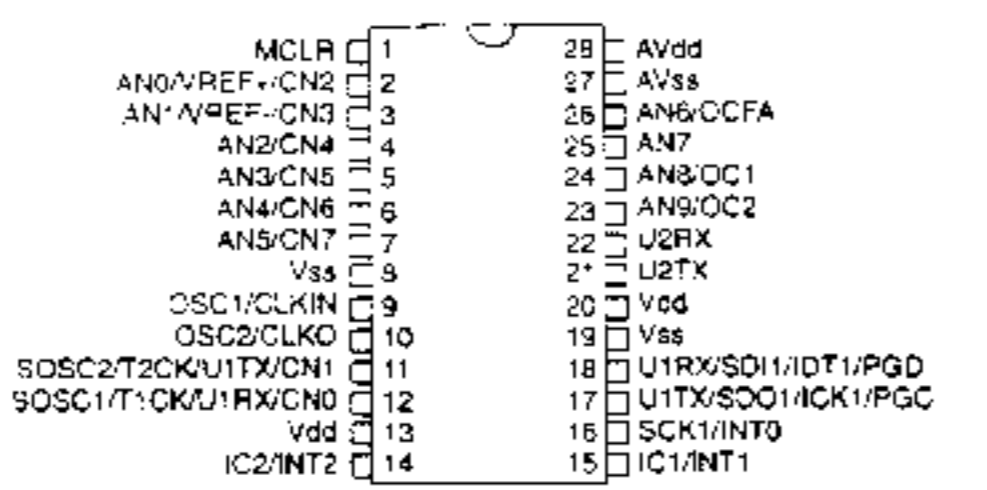 MCLR 1 28 AVdd
AN0/VREF+/CN2 2 27 AVss
AN1/VREF-/CN3 3 26 AN6/OCFA
AN2/CN4 4 25 AN7
AN3/CN5 5 24 AN8/OC1
AN4/CN6 6 23 AN9/OC2
AN5/CN7 7 22 U2RX
Vss 8 21 U2TX
OSC1/CLKIN 9 20 Vdd
OSC2/CLKO 10 19 Vss
SOSC2/T2CK/U1TX/CN1 11 18 U1RX/SDI1/IDT1/PGD
SOSC1/T1CK/U1RX/CN0 12 17 U1TX/SDO1/ICK1/PGC
Vdd 13 16 SCK1/INT0
IC2/INT2 14 15 IC1/INT1